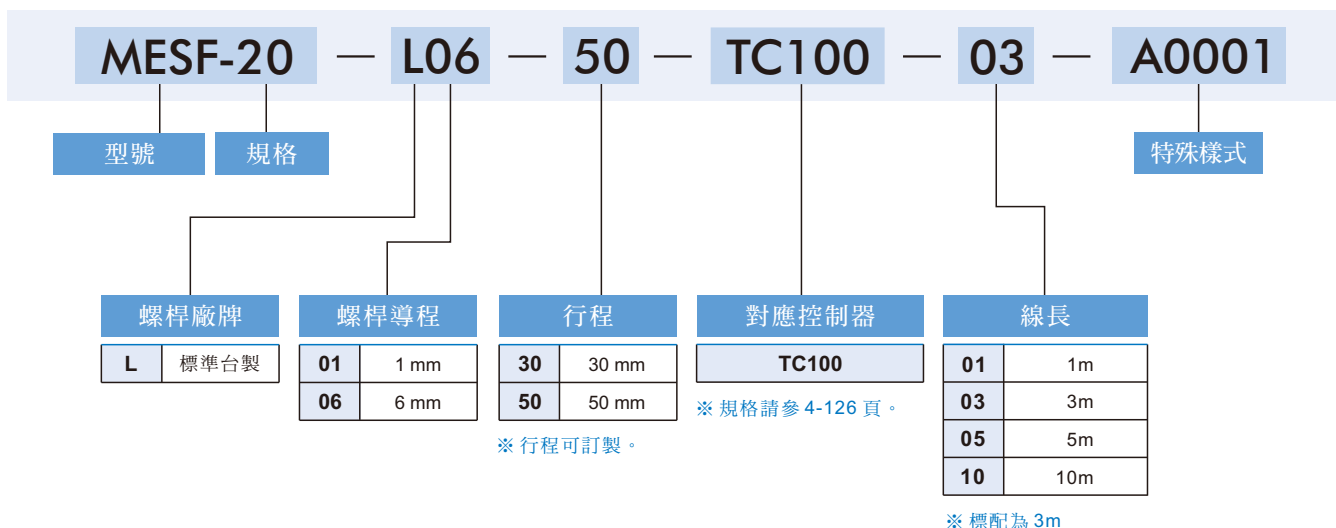 MESF-20 — L06 — 50 — TC100 — 03 — A0001
型號 規格 特殊樣式
螺桿廠牌 螺桿導程 行程 對應控制器 線長
L 標準台製 01 1 mm 30 30 mm TC100 01 1m
06 6 mm 50 50 mm 03 3m
※ 規格請參 4-126 頁。
※ 行程可訂製。
05 5m
10 10m
※ 標配為 3m